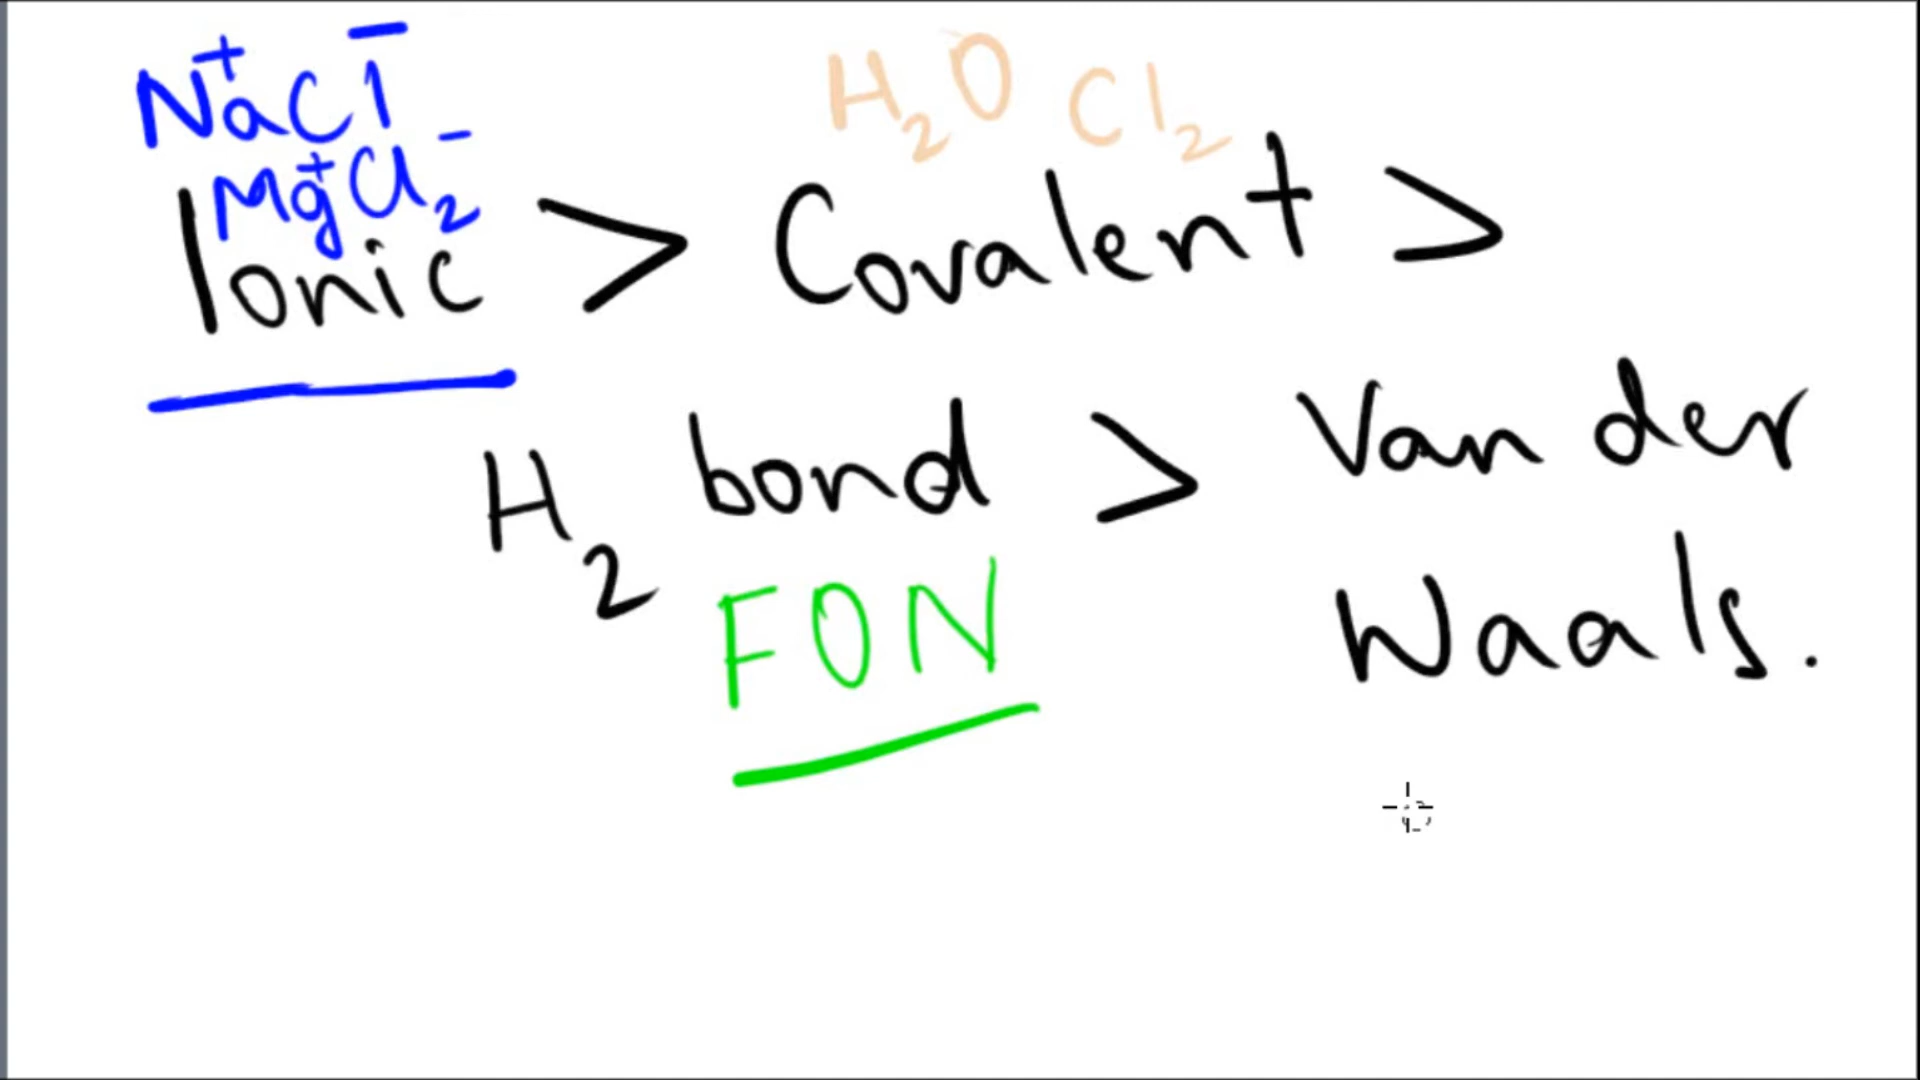 Na⁺Cl⁻ H₂O Cl₂
Mg⁺Cl₂⁻
Ionic > Covalent >
H₂ bond > Van der
FON Waals.